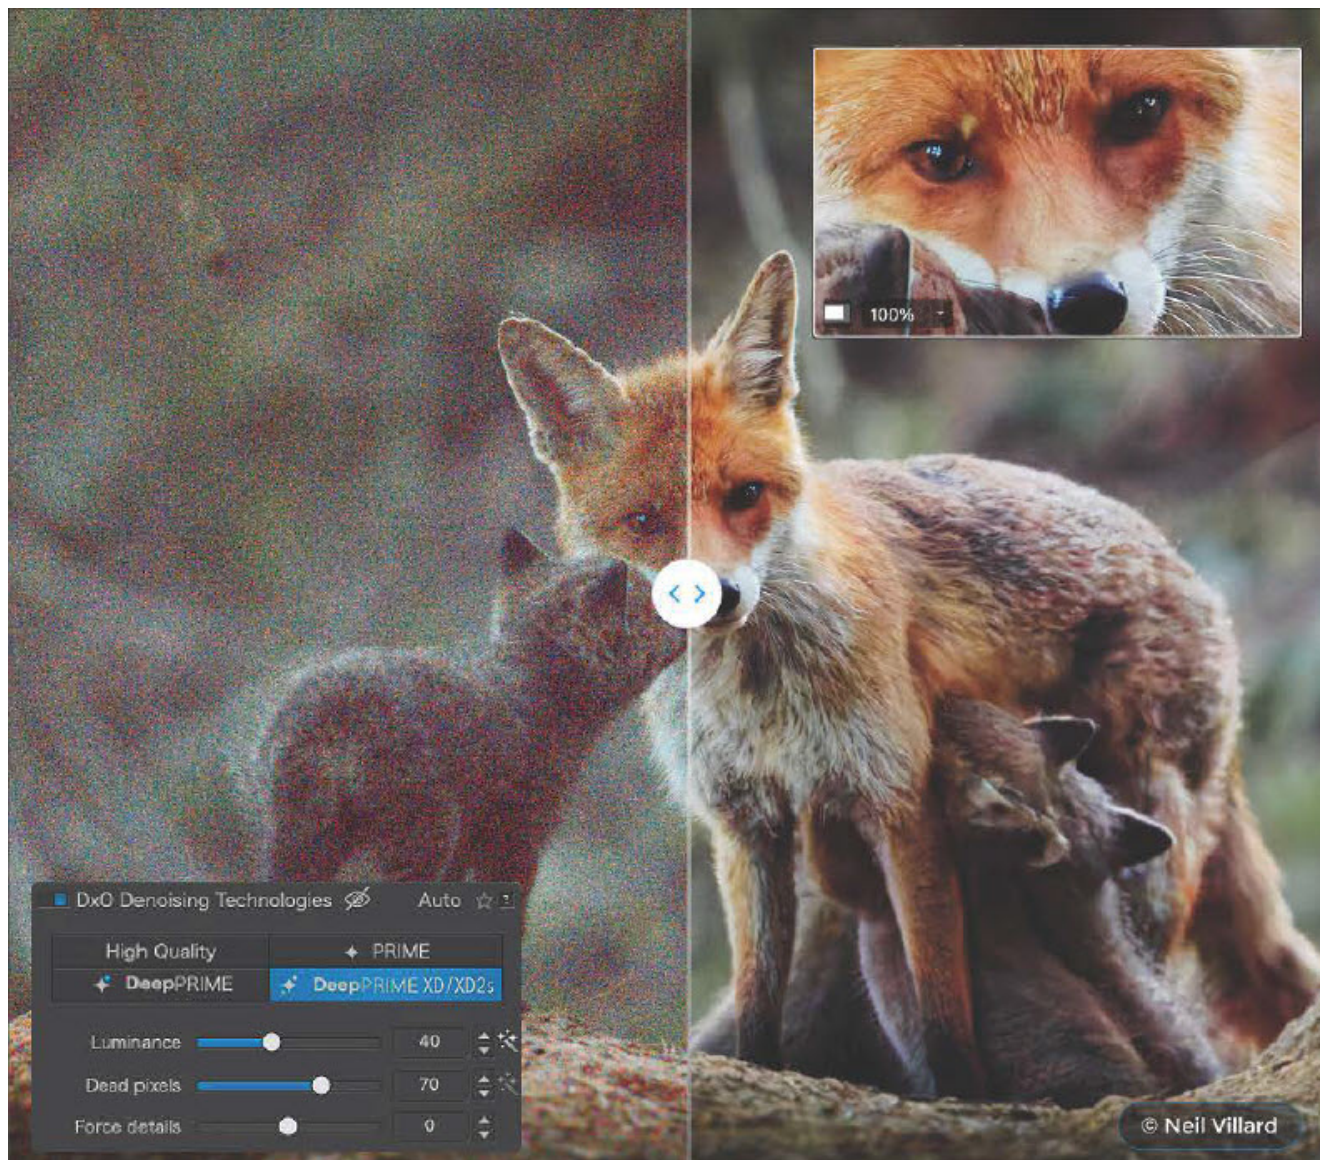 100%
DxO Denoising Technologies Auto
High Quality PRIME
DeepPRIME DeepPRIME XD/XD2s
Luminance 40
Dead pixels 70
Force details 0
© Neil Villard